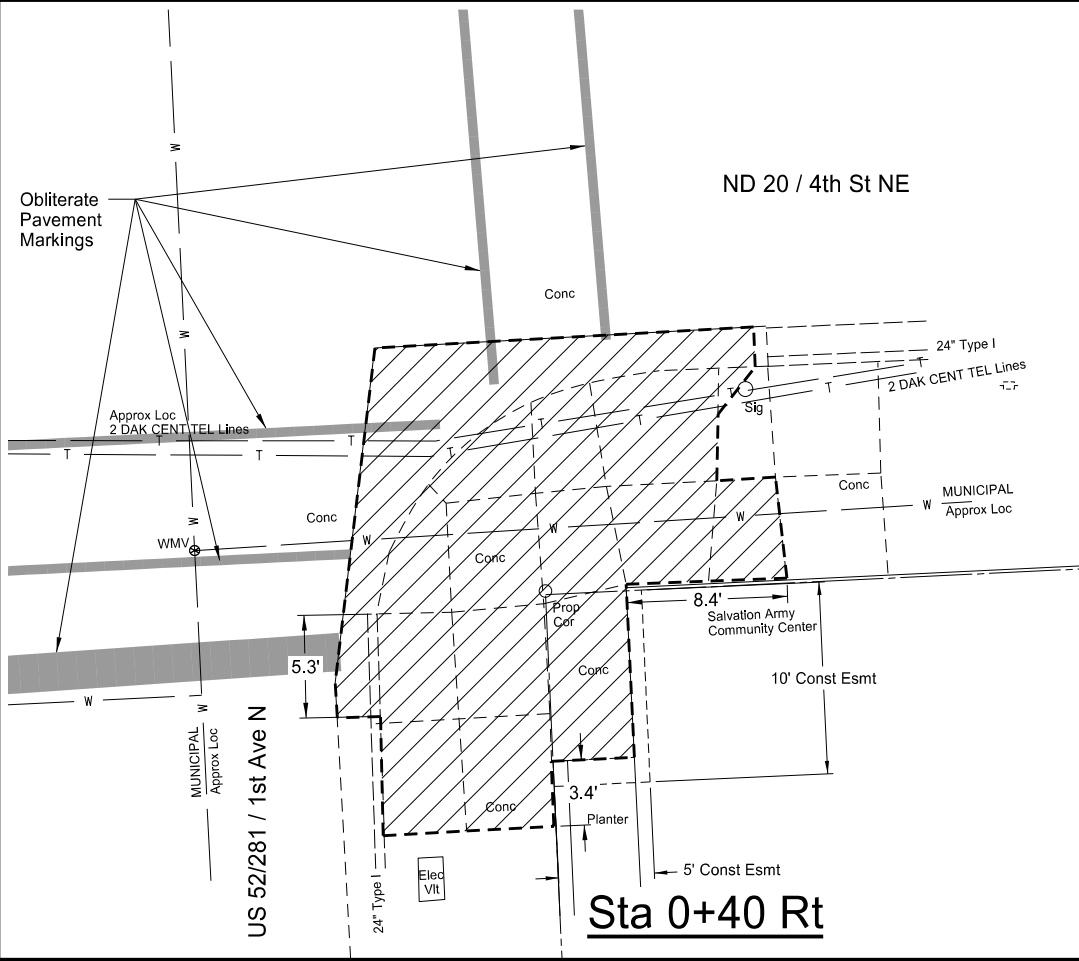 W
ND 20 / 4th St NE
Obliterate
Pavement
Markings
Conc
W
24" Type I
T
2 DAK CENT TEL Lines
T
T
Sig
Approx Loc
2 DAK CENT TEL Lines
T
T
T
T
T
T
T
Conc
MUNICIPAL
Approx Loc
W
W
W
W
W
Conc
WMV
Conc
Prop
Cor
8.4'
Salvation Army
Community Center
5.3'
Conc
10' Const Esmt
W
W
MUNICIPAL
Approx Loc
US 52/281 / 1st Ave N
3.4'
Conc
Planter
Elec
Vlt
24" Type I
5' Const Esmt
Sta 0+40 Rt